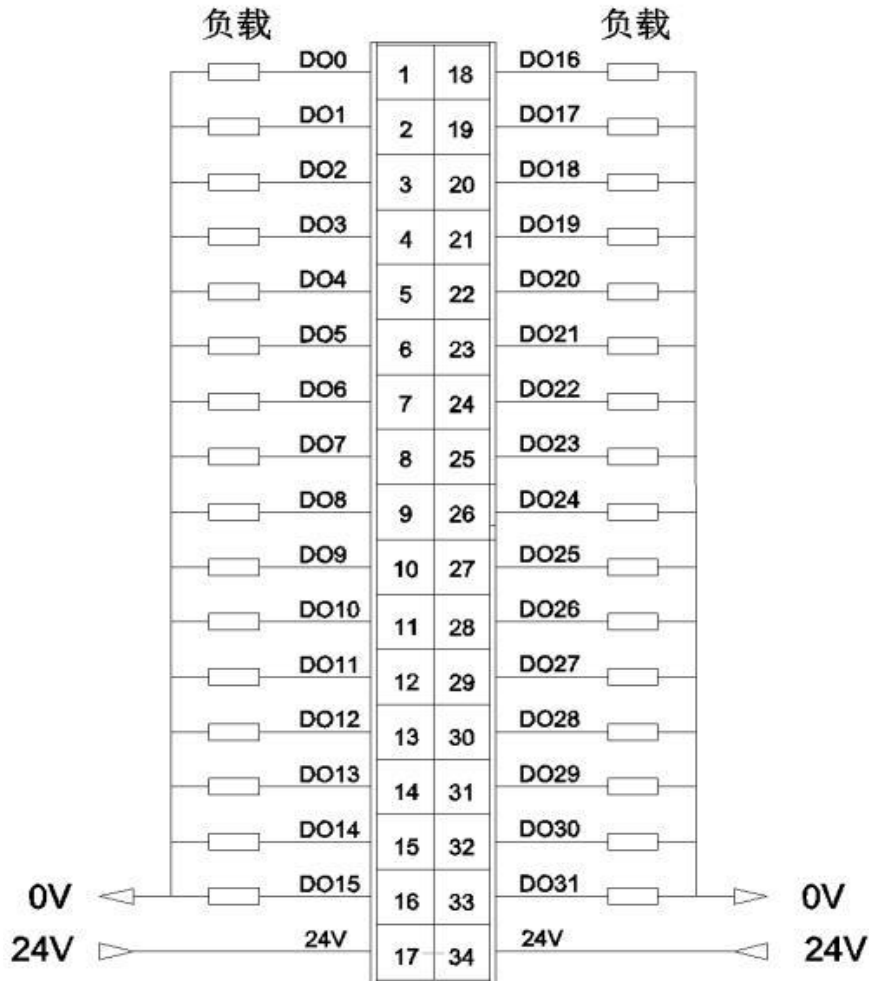 负载 负载
DO0 1 18 DO16
DO1 2 19 DO17
DO2 3 20 DO18
DO3 4 21 DO19
DO4 5 22 DO20
DO5 6 23 DO21
DO6 7 24 DO22
DO7 8 25 DO23
DO8 9 26 DO24
DO9 10 27 DO25
DO10 11 28 DO26
DO11 12 29 DO27
DO12 13 30 DO28
DO13 14 31 DO29
DO14 15 32 DO30
0V DO15 16 33 DO31 0V
24V 24V 17 34 24V 24V